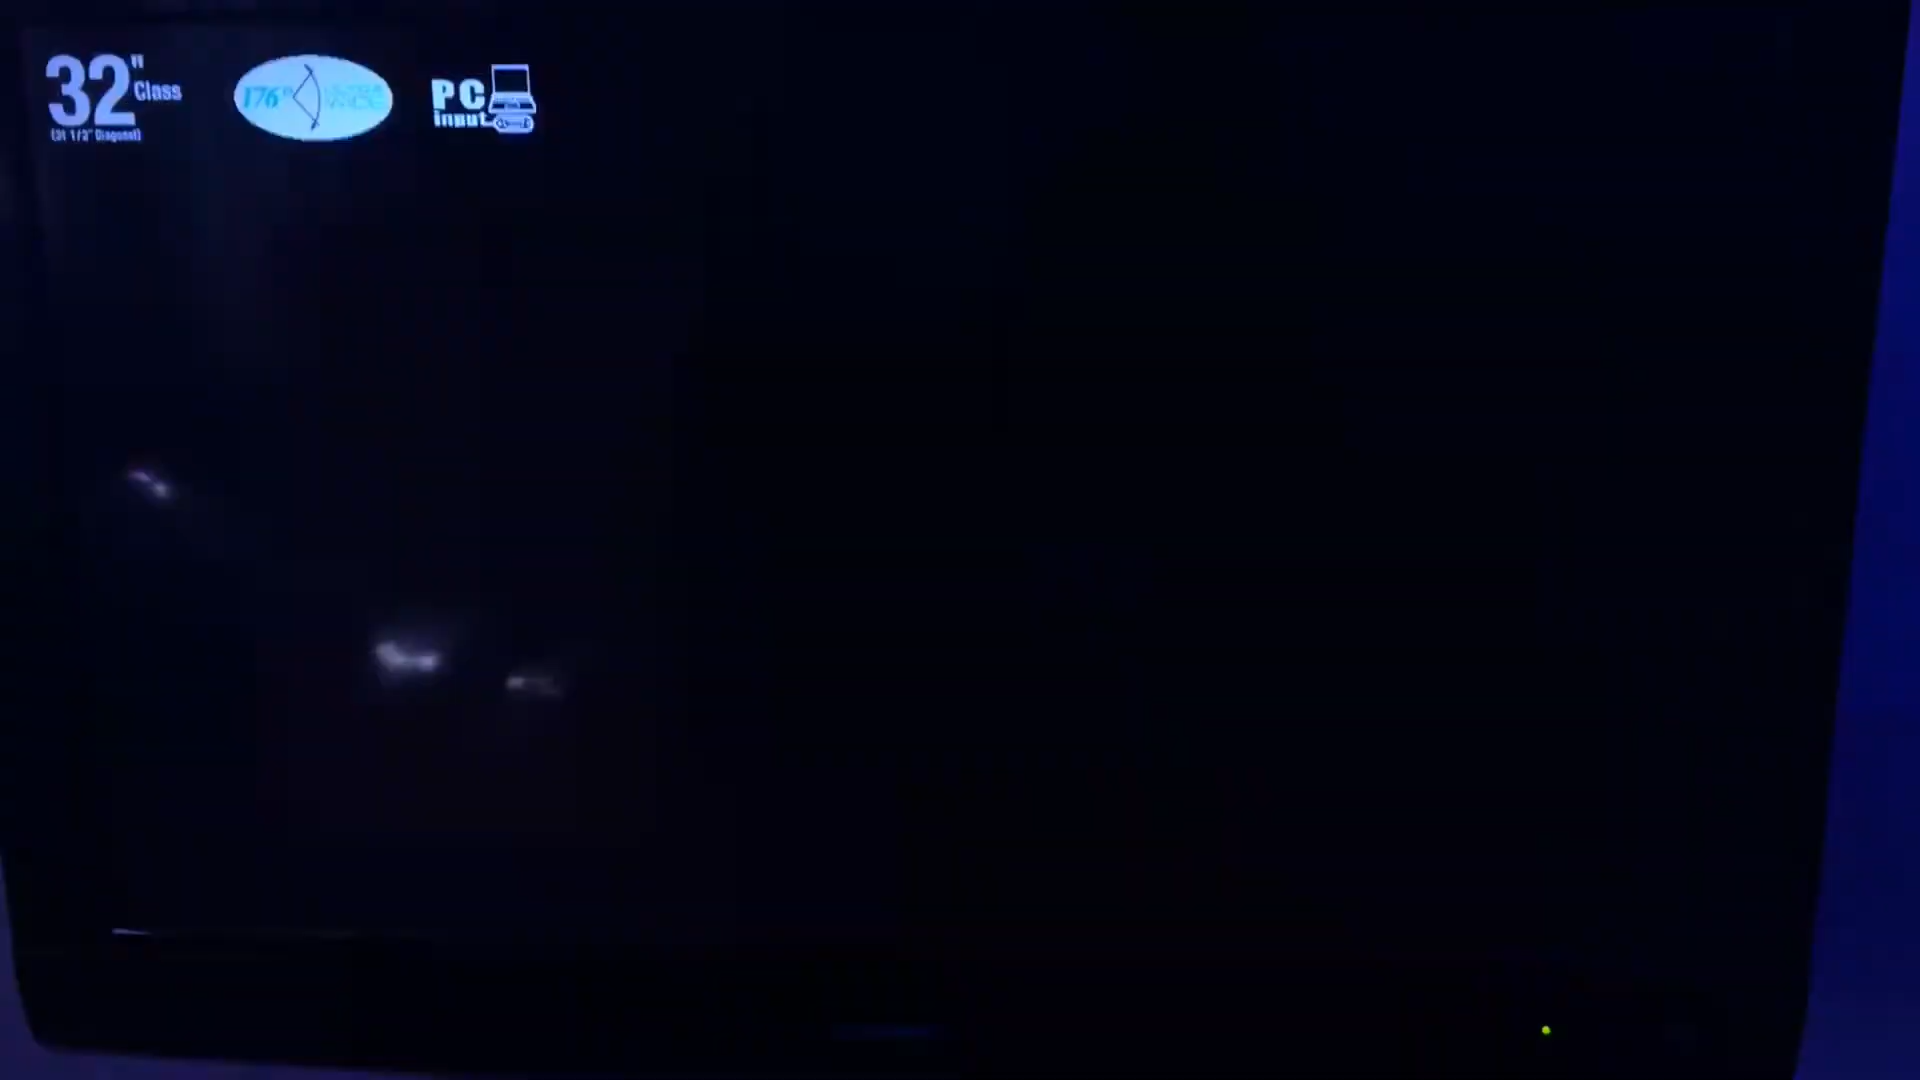 32" Class
(31 1/2" Diagonal)
176°
PC
input